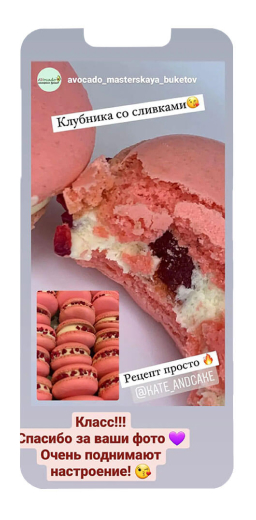 avocado_masterskaya_buketov
Клубника со сливками😘
Рецепт просто 🔥
@KATE_ANDCAKE
Класс!!!
Спасибо за ваши фото 💜
Очень поднимают
настроение! 😘